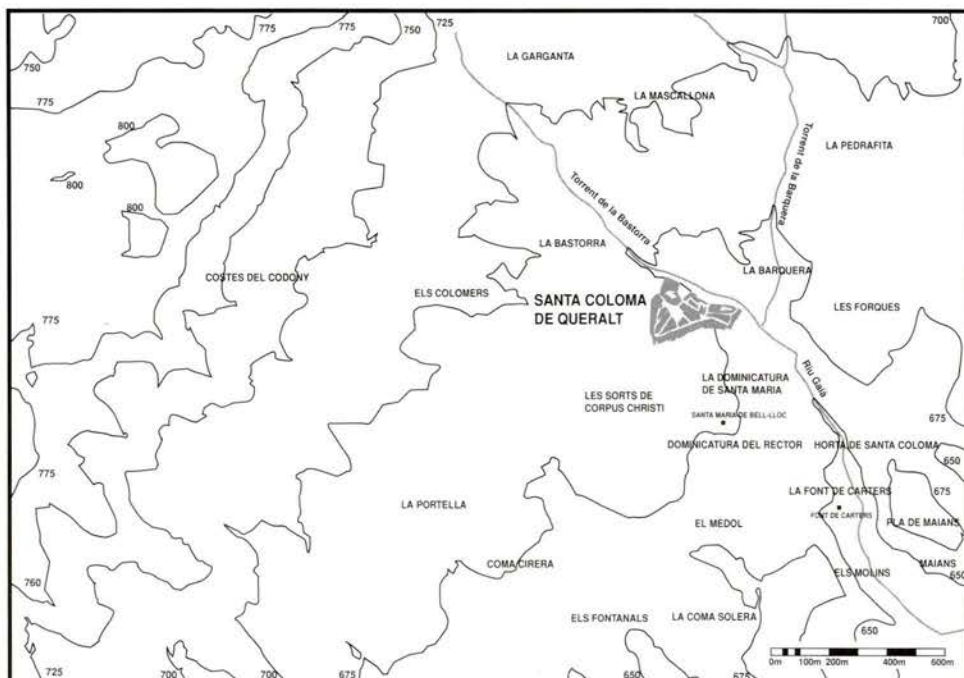 775
775
775
750
725
700
750
775
LA GARGANTA
LA MASCALLONA
800
800
LA PEDRAFITA
Torrent de la Barquera
Torrent de la Bastorra
LA BASTORRA
LA BARQUERA
COSTES DEL CODONY
ELS COLOMERS
SANTA COLOMA
DE QUERALT
LES FORQUES
775
Riu Gaià
LA DOMINICATURA
DE SANTA MARIA
LES SORTS DE
CORPUS CHRISTI
SANTA MARIA DE BELL-LLOC
675
DOMINICATURA DEL RECTOR
HORTA DE SANTA COLOMA
650
775
LA FONT DE CARTERS
675
LA PORTELLA
FONT DE CARTERS
PLA DE MAIANS
EL MEDOL
COMA CIRERA
MAIANS
ELS MOLINS
650
760
ELS FONTANALS
LA COMA SOLERA
650
725
700
700
675
650
675
0m 100m 200m 400m 600m